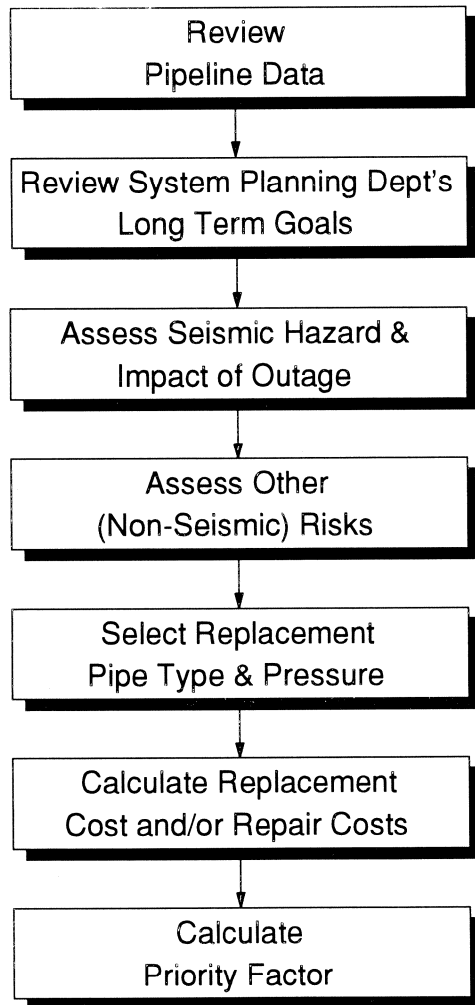 Review
Pipeline Data
Review System Planning Dept's
Long Term Goals
Assess Seismic Hazard &
Impact of Outage
Assess Other
(Non-Seismic) Risks
Select Replacement
Pipe Type & Pressure
Calculate Replacement
Cost and/or Repair Costs
Calculate
Priority Factor